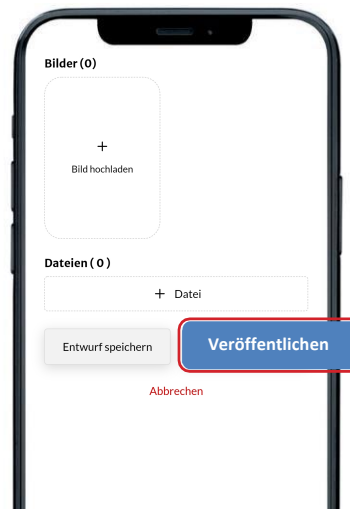 Bilder (0)
+
Bild hochladen
Dateien ( 0 )
+ Datei
Entwurf speichern
Veröffentlichen
Abbrechen